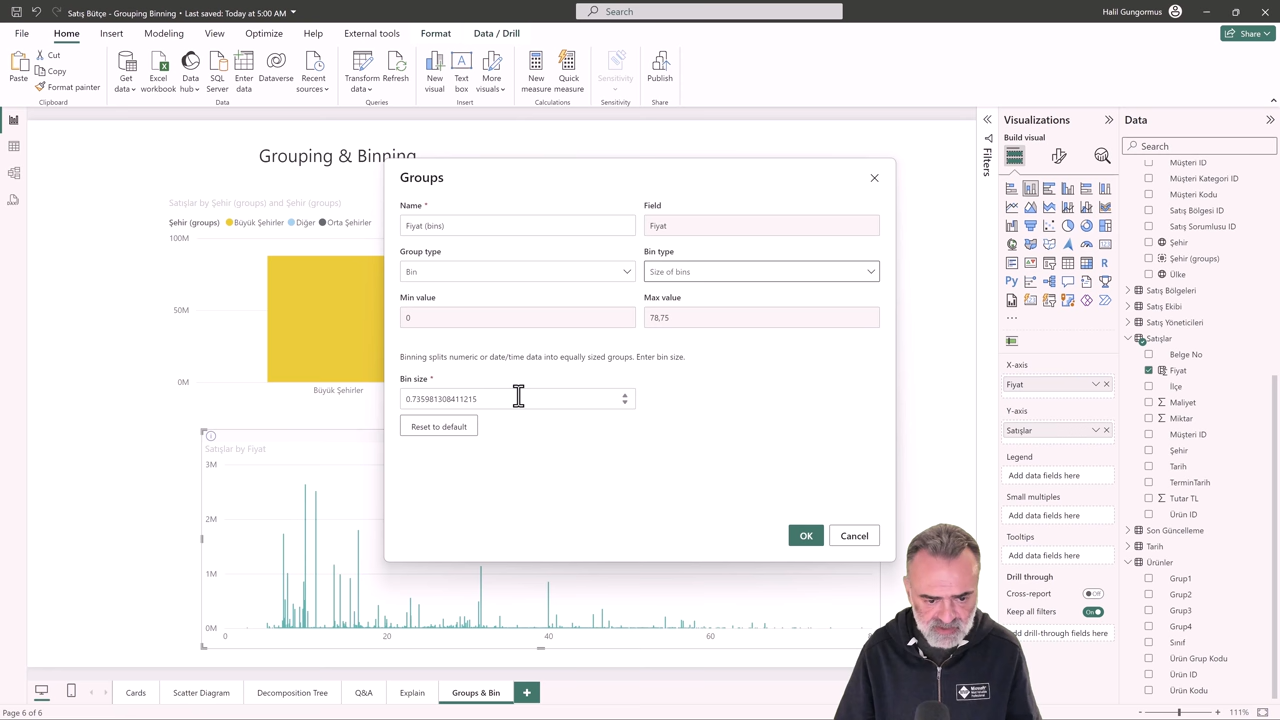 Satış Bütçe - Grouping Binning • Last saved: Today at 5:00 AM
Search
Halil Gungormus
File Home Insert Modeling View Optimize Help External tools Format Data / Drill
Share
Paste
Cut
Copy
Format painter
Clipboard
Get data
Excel workbook
Data hub
SQL Server
Enter data
Dataverse
Recent sources
Data
Transform data
Refresh
Queries
New visual
Text box
More visuals
Insert
New measure
Quick measure
Calculations
Sensitivity
Sensitivity
Publish
Share
Grouping & Binning
Satışlar by Şehir (groups) and Şehir (groups)
Şehir (groups) Büyük Şehirler Diğer Orta Şehirler
100M
50M
0M
Büyük Şehirler
Satışlar by Fiyat
3M
2M
1M
0M
0 20 40 60
Groups
Name *
Fiyat (bins)
Field
Fiyat
Group type
Bin
Bin type
Size of bins
Min value
0
Max value
78,75
Binning splits numeric or date/time data into equally sized groups. Enter bin size.
Bin size *
0.735981308411215
Reset to default
OK
Cancel
Filters
Visualizations
Build visual
R
Py
X-axis
Fiyat
Y-axis
Satışlar
Legend
Add data fields here
Small multiples
Add data fields here
Tooltips
Add data fields here
Drill through
Cross-report
Off
Keep all filters
On
drill-through fields here
Data
Search
Müşteri ID
Müşteri Kategori ID
Müşteri Kodu
Satış Bölgesi ID
Satış Sorumlusu ID
Şehir
Şehir (groups)
Ülke
Satış Bölgeleri
Satış Ekibi
Satış Yöneticileri
Satışlar
Belge No
Fiyat
İlçe
Maliyet
Miktar
Müşteri ID
Şehir
Tarih
TerminTarih
Tutar TL
Ürün ID
Son Güncelleme
Tarih
Ürünler
Grup1
Grup2
Grup3
Grup4
Sınıf
Ürün Grup Kodu
Ürün ID
Ürün Kodu
Cards
Scatter Diagram
Decomposition Tree
Q&A
Explain
Groups & Bin
Page 6 of 6
111%